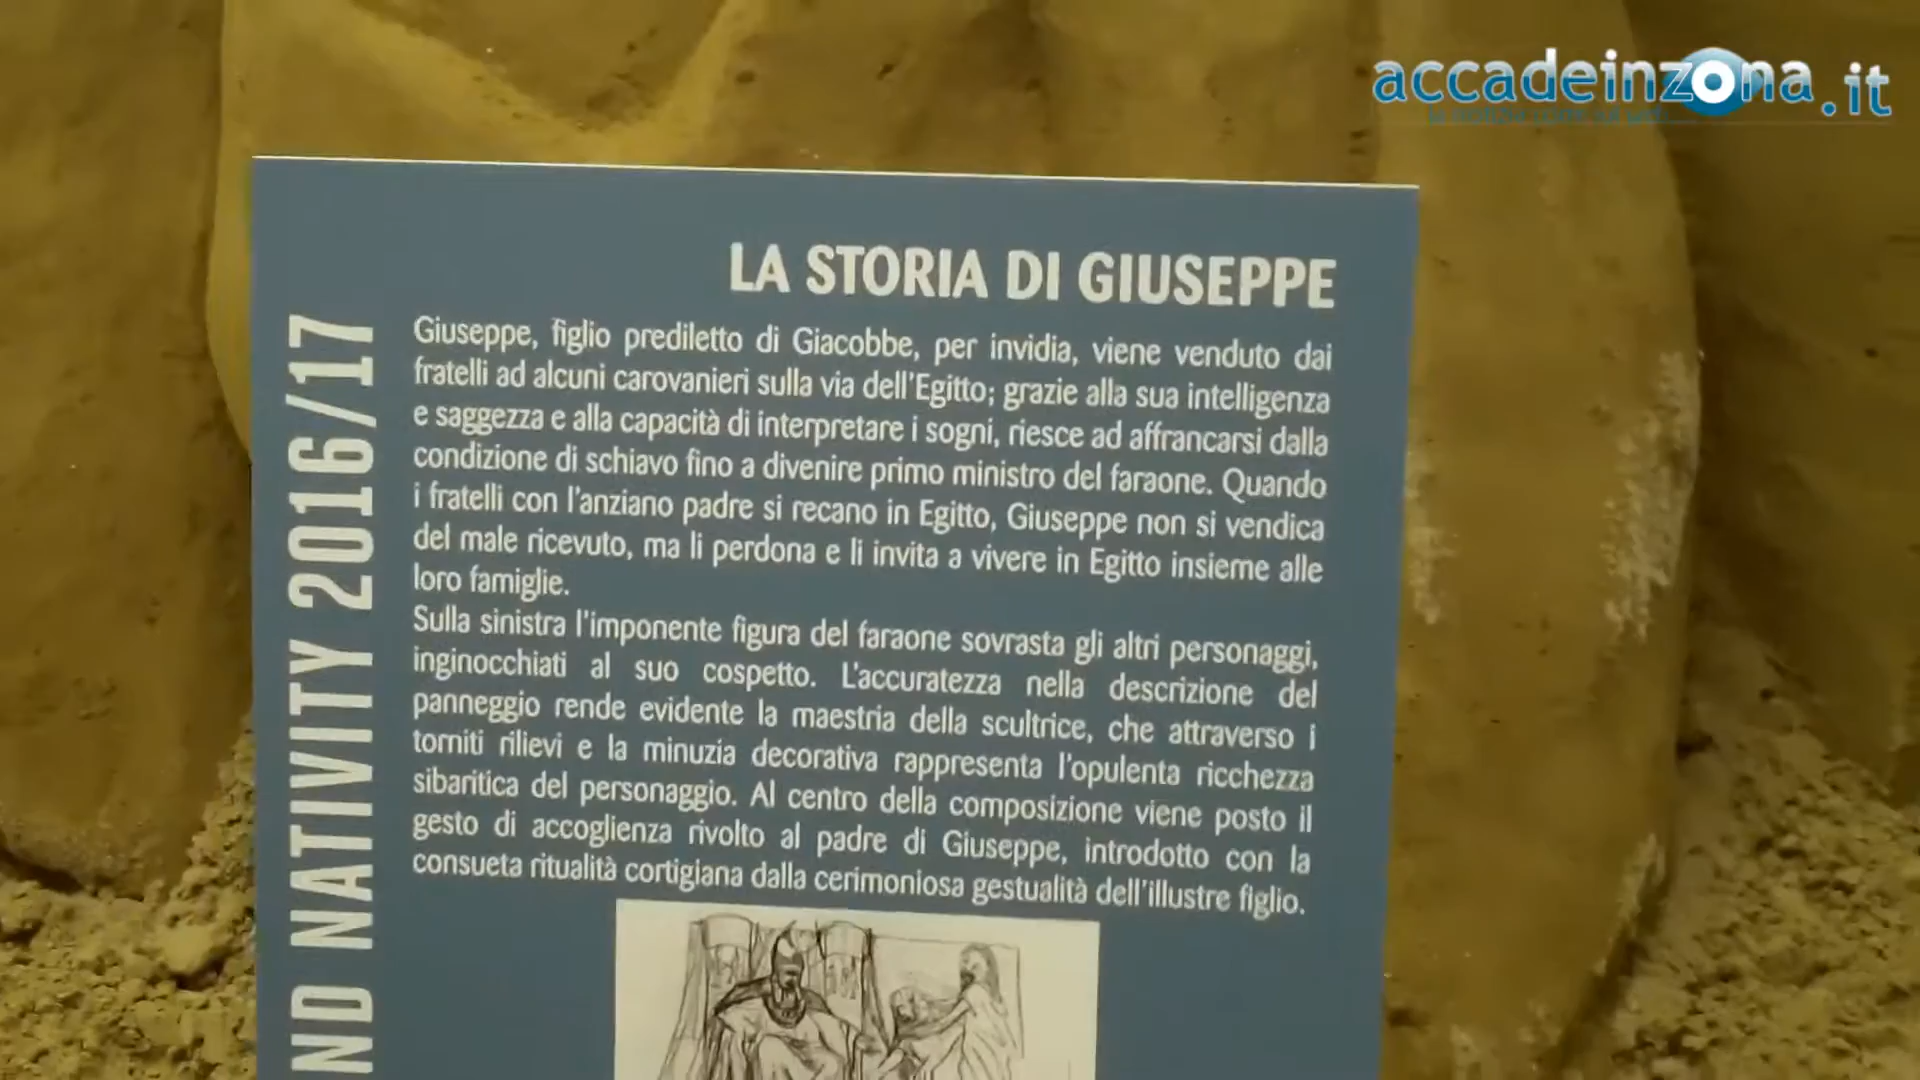 accadeinzona.it
LA STORIA DI GIUSEPPE
Giuseppe, figlio prediletto di Giacobbe, per invidia, viene venduto dai
fratelli ad alcuni carovanieri sulla via dell'Egitto; grazie alla sua intelligenza
e saggezza e alla capacità di interpretare i sogni, riesce ad affrancarsi dalla
condizione di schiavo fino a divenire primo ministro del faraone. Quando
i fratelli con l'anziano padre si recano in Egitto, Giuseppe non si vendica
del male ricevuto, ma li perdona e li invita a vivere in Egitto insieme alle
loro famiglie.
Sulla sinistra l'imponente figura del faraone sovrasta gli altri personaggi,
inginocchiati al suo cospetto. L'accuratezza nella descrizione del
panneggio rende evidente la maestria della scultrice, che attraverso i
torniti rilievi e la minuzia decorativa rappresenta l'opulenta ricchezza
sibaritica del personaggio. Al centro della composizione viene posto il
gesto di accoglienza rivolto al padre di Giuseppe, introdotto con la
consueta ritualità cortigiana dalla cerimoniosa gestualità dell'illustre figlio.
ND NATIVITY 2016/17